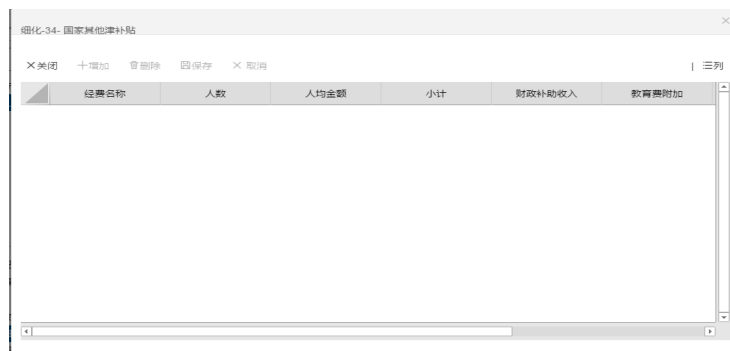 细化-34- 国家其他津补贴
关闭 增加 删除 保存 取消 列
经费名称 人数 人均金额 小计 财政补助收入 教育费附加